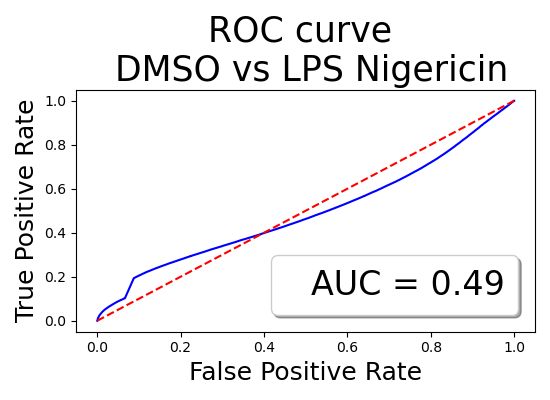 ROC curve
DMSO vs LPS Nigericin
True Positive Rate
1.0
0.8
0.6
0.4
0.2
0.0
AUC = 0.49
0.0 0.2 0.4 0.6 0.8 1.0
False Positive Rate